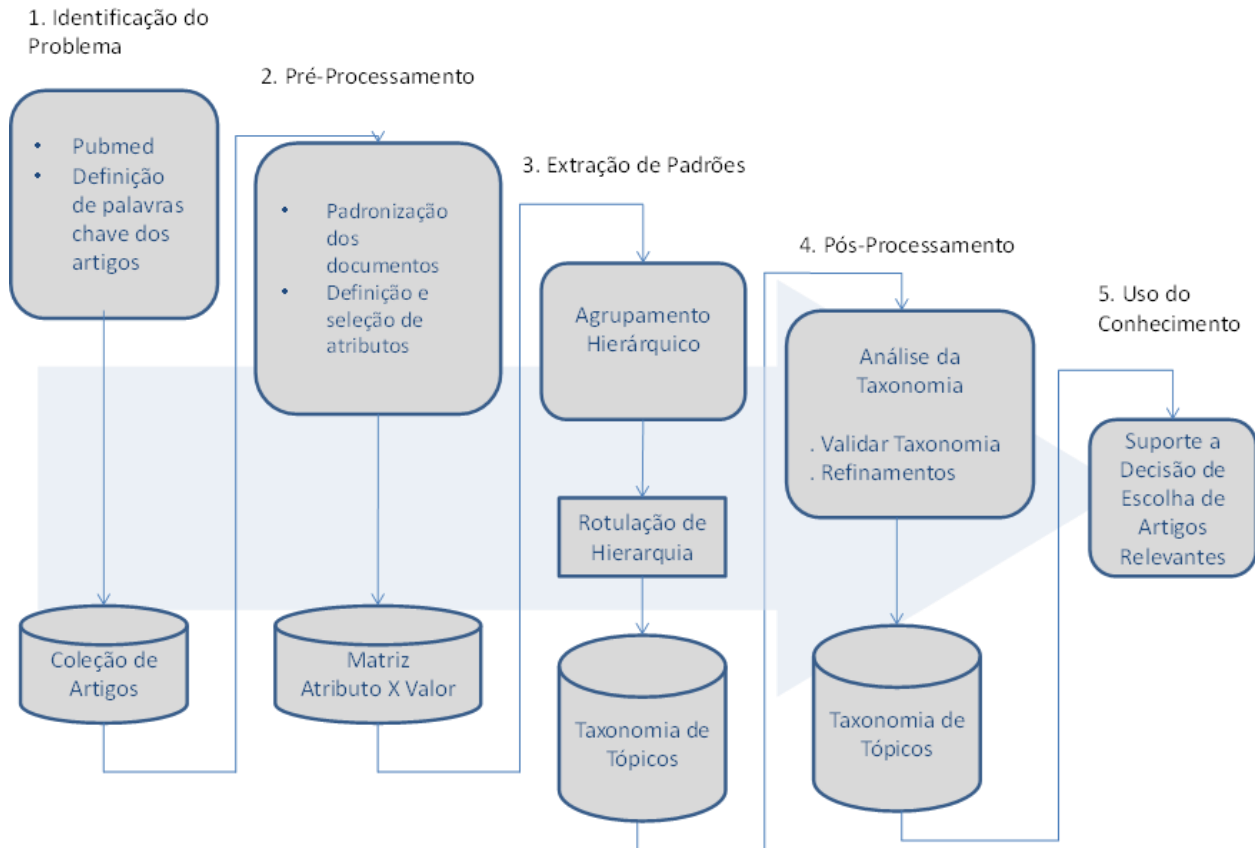 1. Identificação do
Problema
• Pubmed
• Definição
de palavras
chave dos
artigos
Coleção de
Artigos
2. Pré-Processamento
• Padronização
dos
documentos
• Definição e
seleção de
atributos
Matriz
Atributo X Valor
3. Extração de Padrões
Agrupamento
Hierárquico
Rotulação de
Hierarquia
Taxonomia de
Tópicos
4. Pós-Processamento
Análise da
Taxonomia
. Validar Taxonomia
. Refinamentos
Taxonomia de
Tópicos
5. Uso do
Conhecimento
Suporte a
Decisão de
Escolha de
Artigos
Relevantes